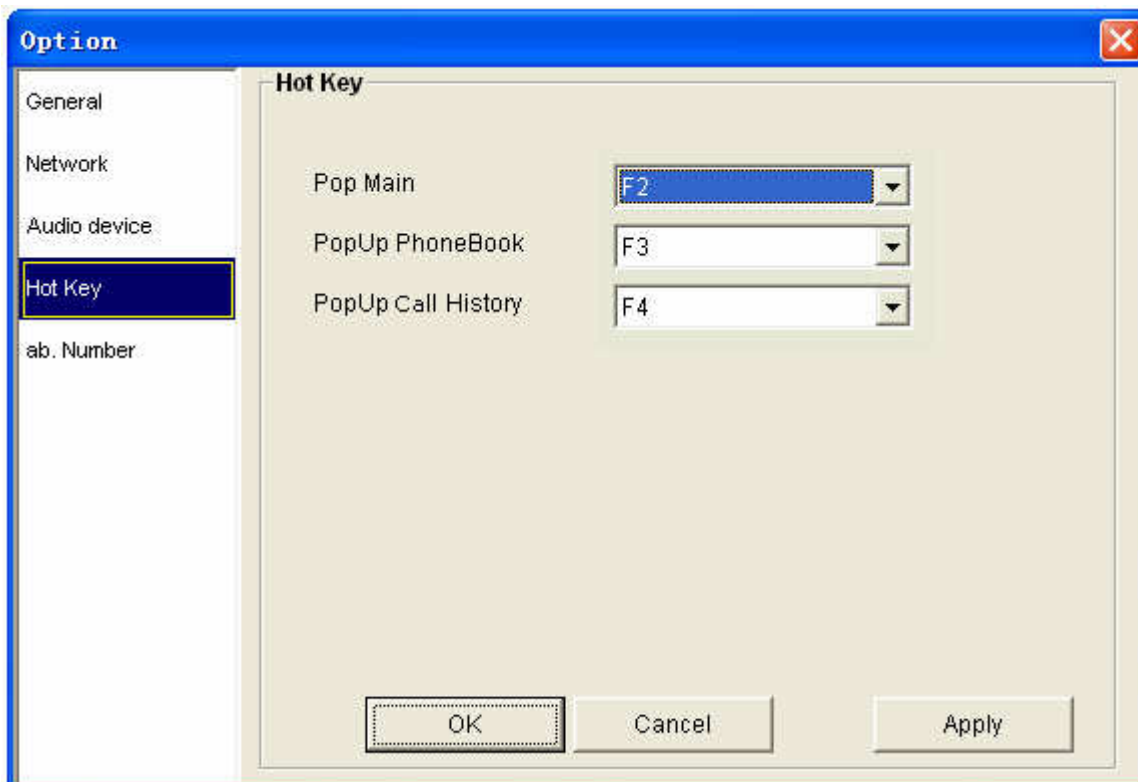 Option
General
Network
Audio device
Hot Key
ab. Number
Hot Key
Pop Main F2
PopUp PhoneBook F3
PopUp Call History F4
OK Cancel Apply